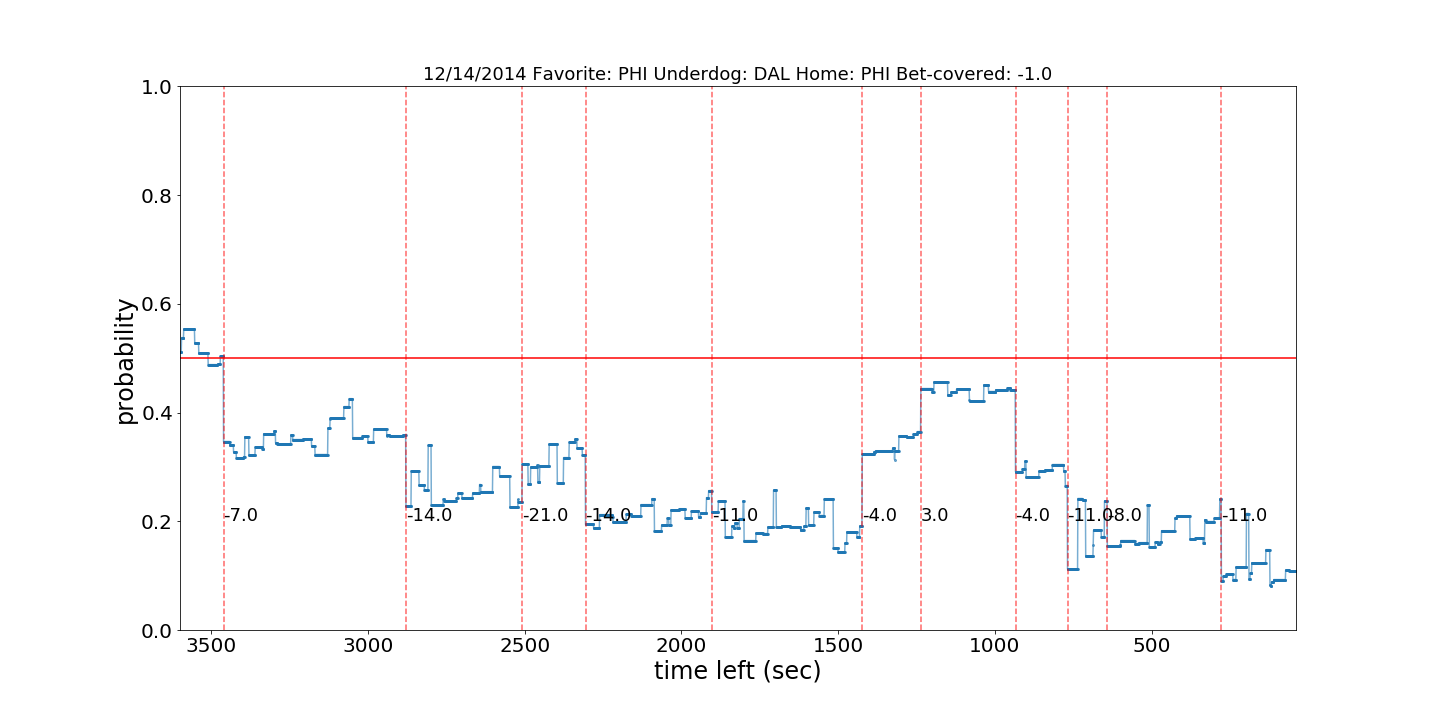 12/14/2014 Favorite: PHI Underdog: DAL Home: PHI Bet-covered: -1.0
1.0
0.8
0.6
0.4
0.2
0.0
probability
-7.0 -14.0 -21.0 -14.0 -11.0 -4.0 3.0 -4.0 -11.0 -8.0 -11.0
3500 3000 2500 2000 1500 1000 500
time left (sec)